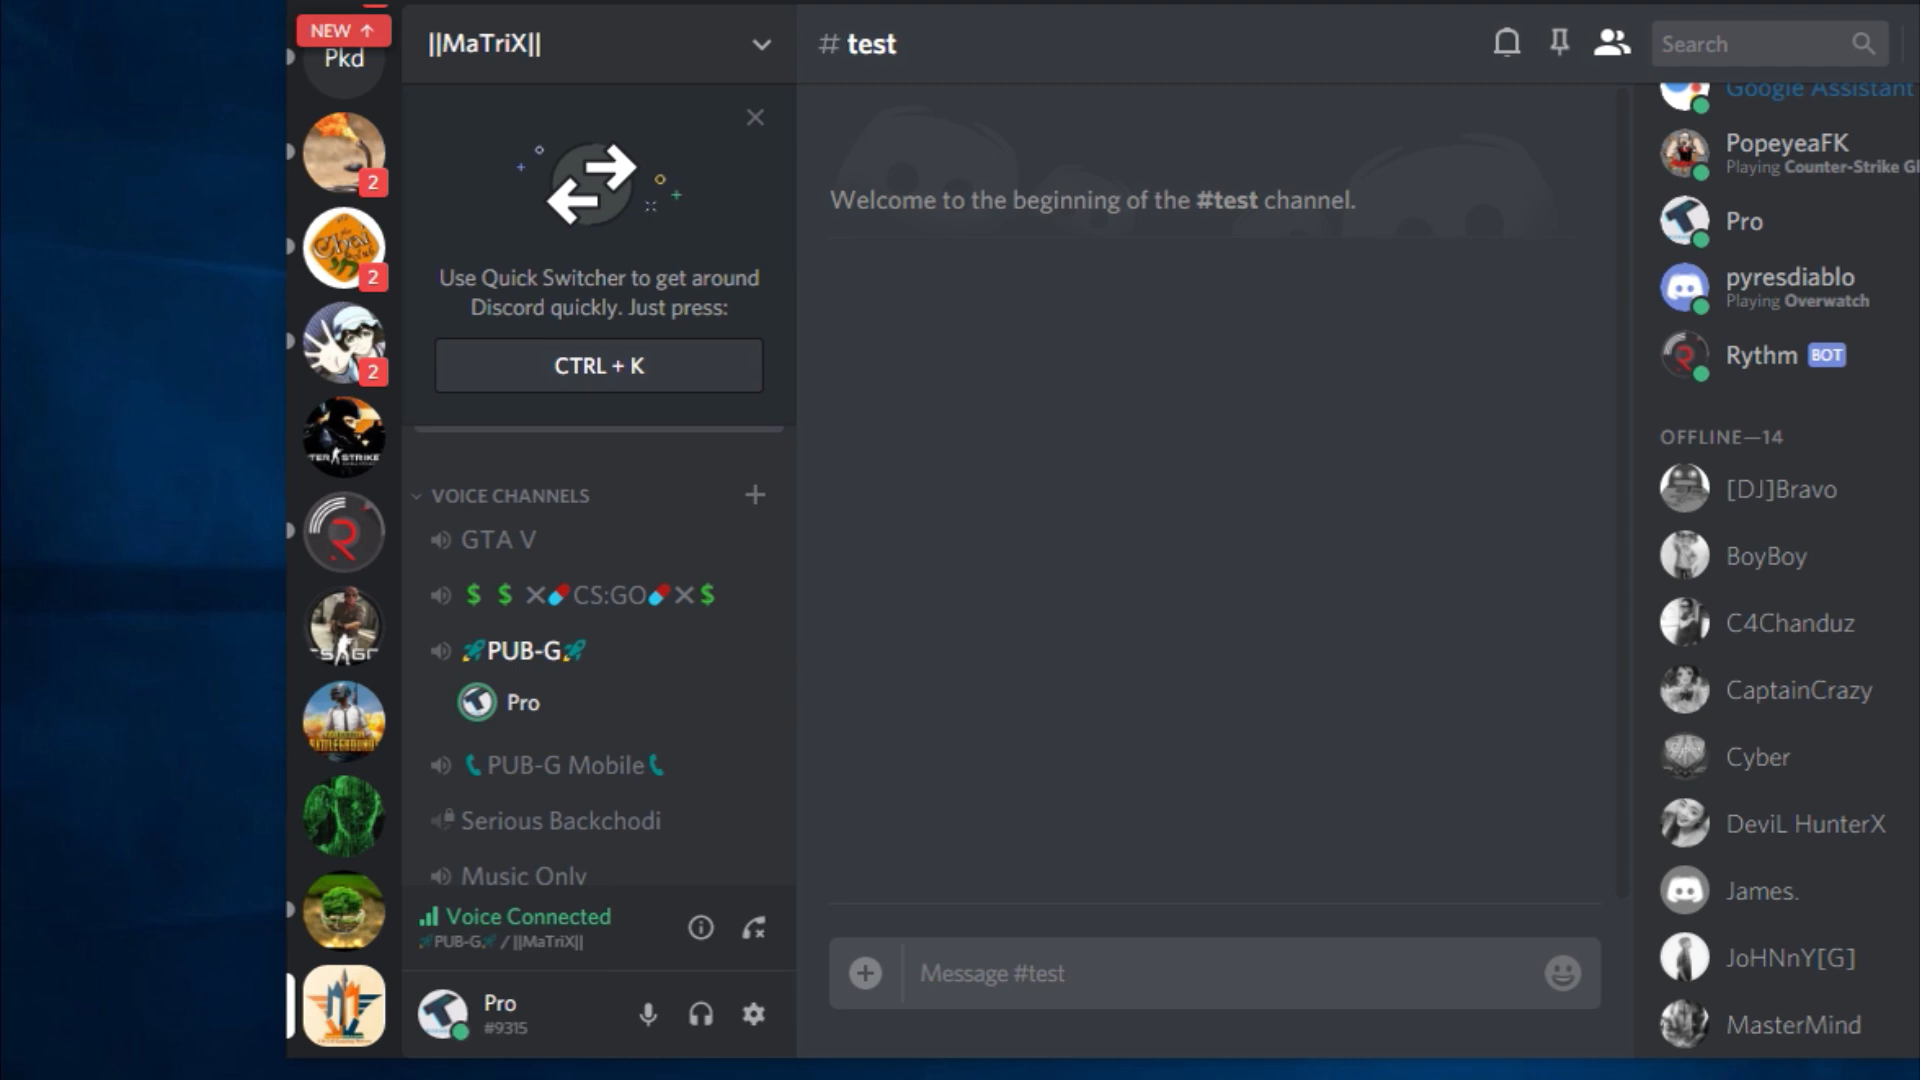 NEW ↑
Pkd
2
2
2
TER STRIKE
||MaTriX||
Use Quick Switcher to get around
Discord quickly. Just press:
CTRL + K
VOICE CHANNELS
GTA V
$ $ ✕💊CS:GO💊✕$
🚀PUB-G🚀
Pro
📞PUB-G Mobile📞
Serious Backchodi
Music Only
Voice Connected
🚀PUB-G🚀 / ||MaTriX||
Pro
#9315
# test
Search
Welcome to the beginning of the #test channel.
Message #test
Google Assistant
PopeyeaFK
Playing Counter-Strike Gl
Pro
pyresdiablo
Playing Overwatch
Rythm BOT
OFFLINE—14
[DJ]Bravo
BoyBoy
C4Chanduz
CaptainCrazy
Cyber
DeviL HunterX
James.
JoHNnY[G]
MasterMind